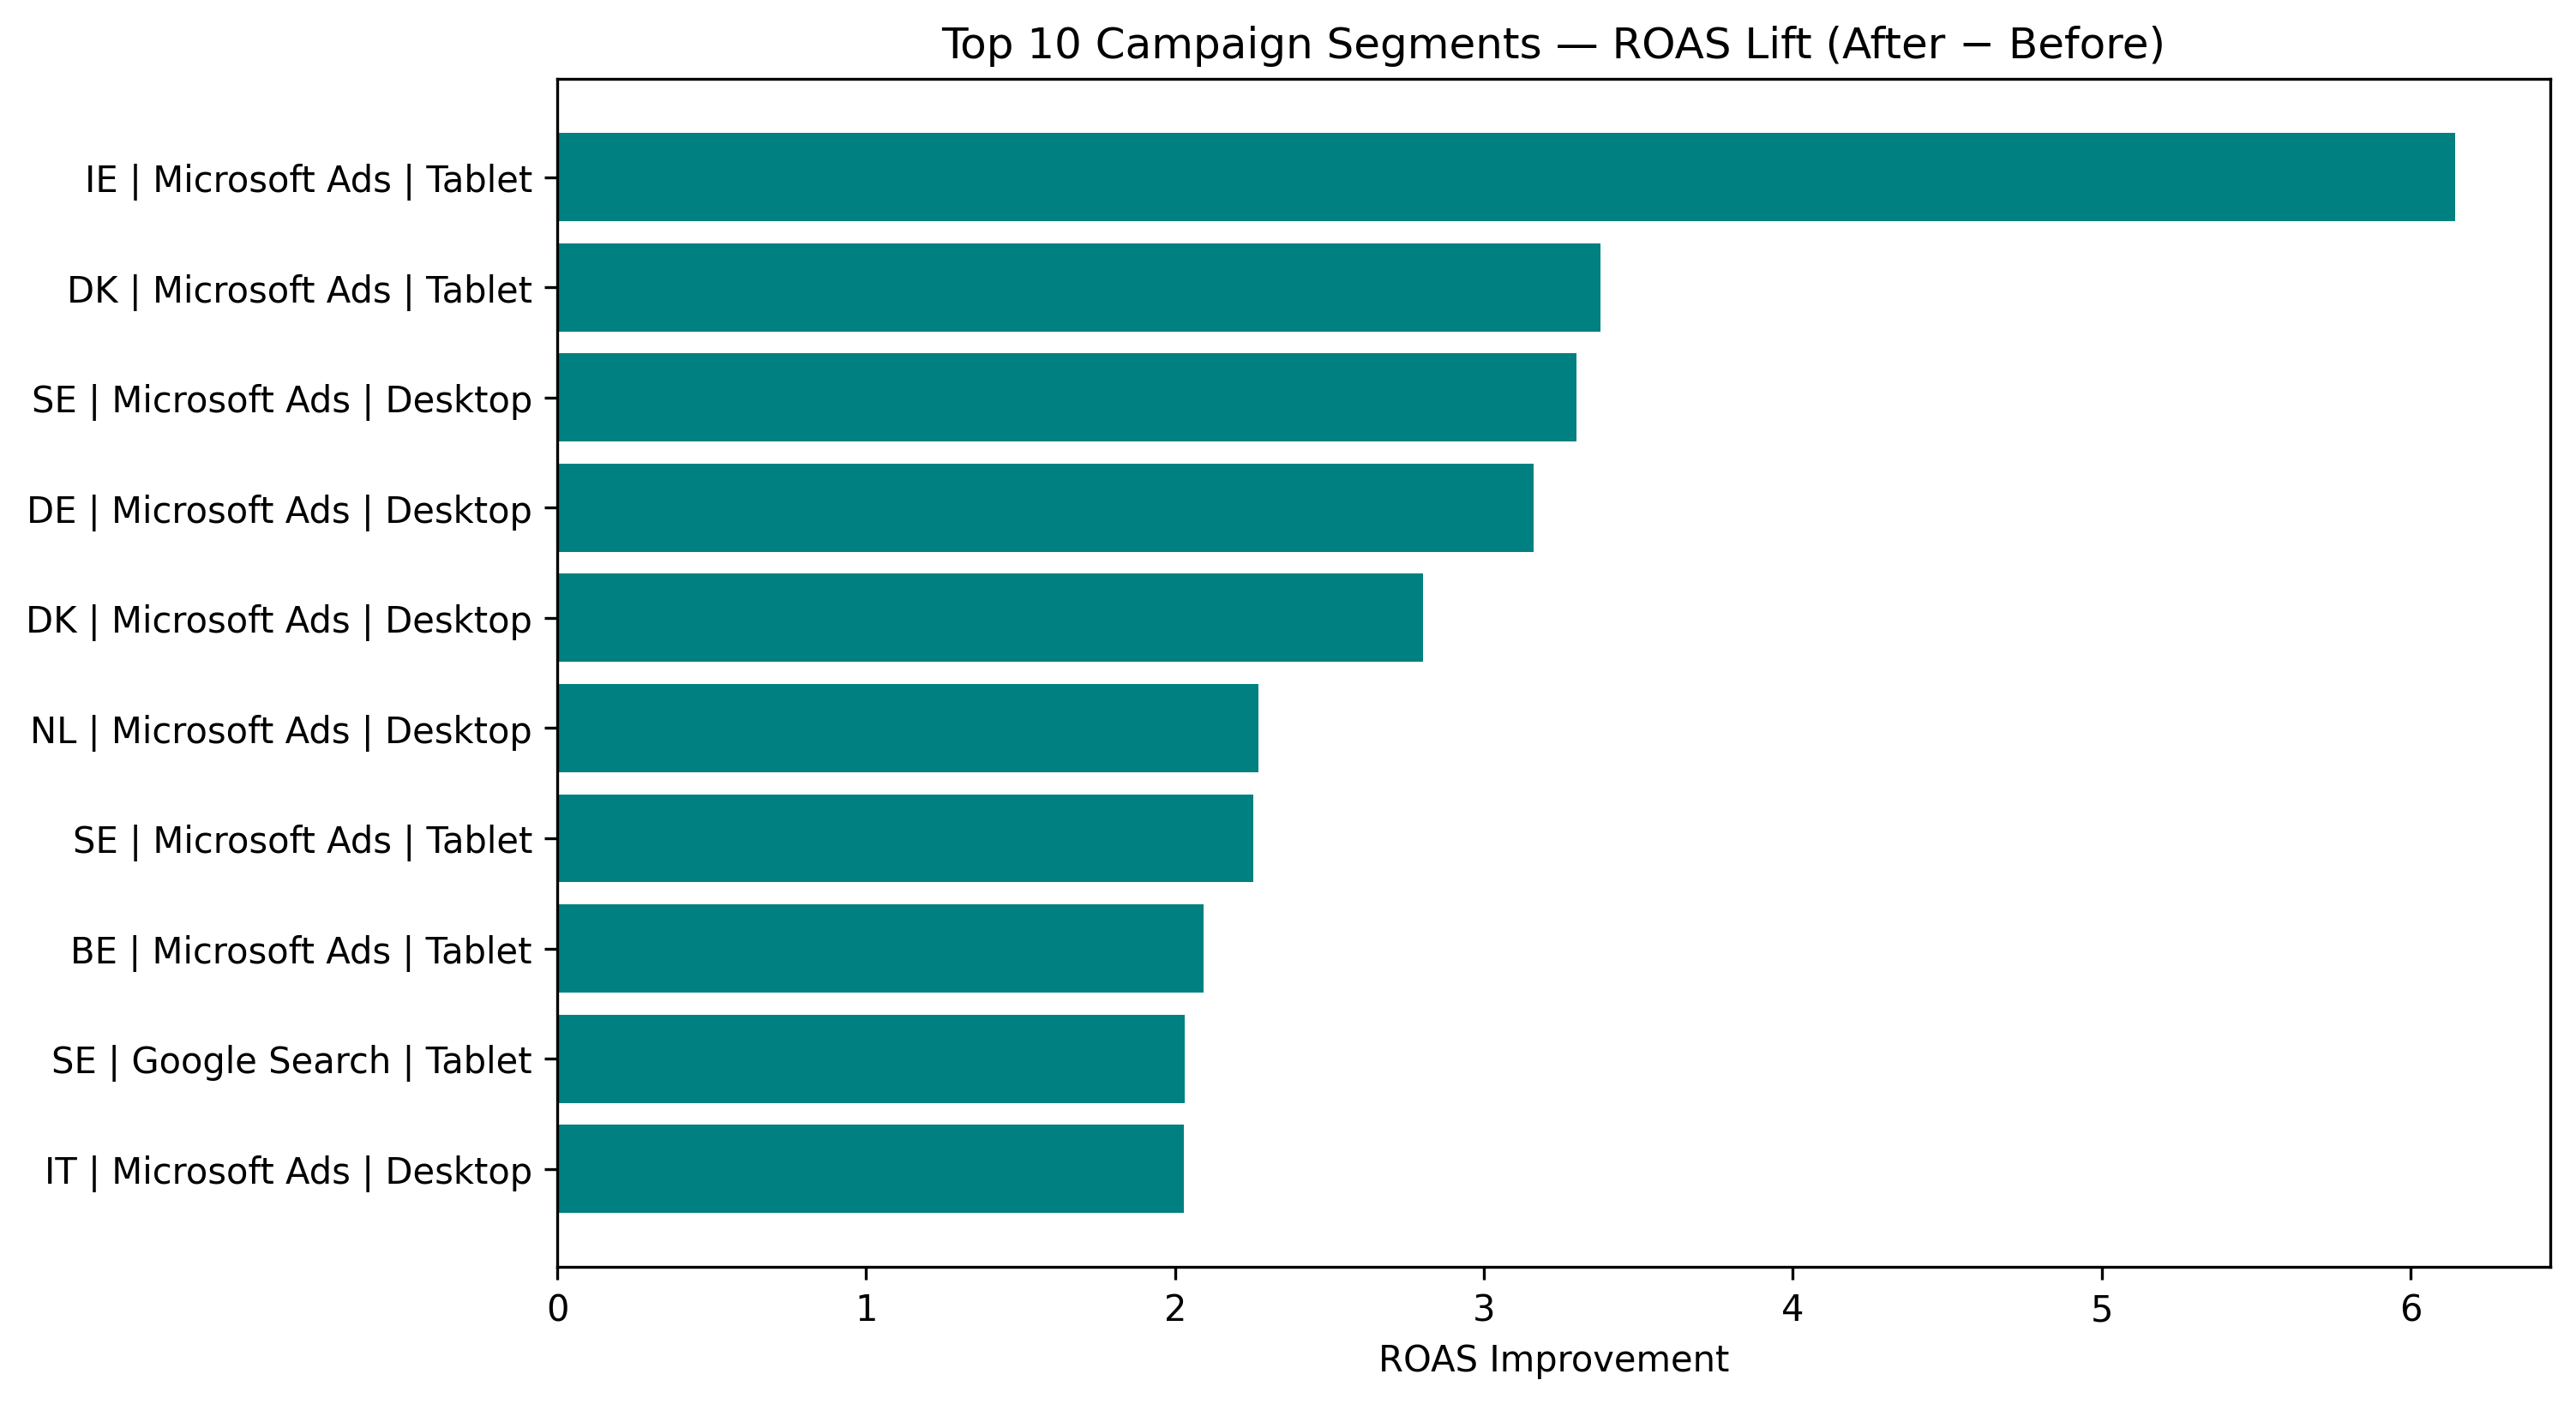 Top 10 Campaign Segments — ROAS Lift (After − Before)
IE | Microsoft Ads | Tablet
DK | Microsoft Ads | Tablet
SE | Microsoft Ads | Desktop
DE | Microsoft Ads | Desktop
DK | Microsoft Ads | Desktop
NL | Microsoft Ads | Desktop
SE | Microsoft Ads | Tablet
BE | Microsoft Ads | Tablet
SE | Google Search | Tablet
IT | Microsoft Ads | Desktop
0 1 2 3 4 5 6
ROAS Improvement